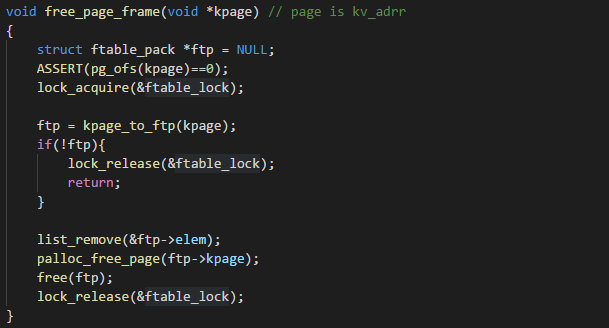 void free_page_frame(void *kpage) // page is kv_adrr
{
    struct ftable_pack *ftp = NULL;
    ASSERT(pg_ofs(kpage)==0);
    lock_acquire(&ftable_lock);

    ftp = kpage_to_ftp(kpage);
    if(!ftp){
        lock_release(&ftable_lock);
        return;
    }

    list_remove(&ftp->elem);
    palloc_free_page(ftp->kpage);
    free(ftp);
    lock_release(&ftable_lock);
}